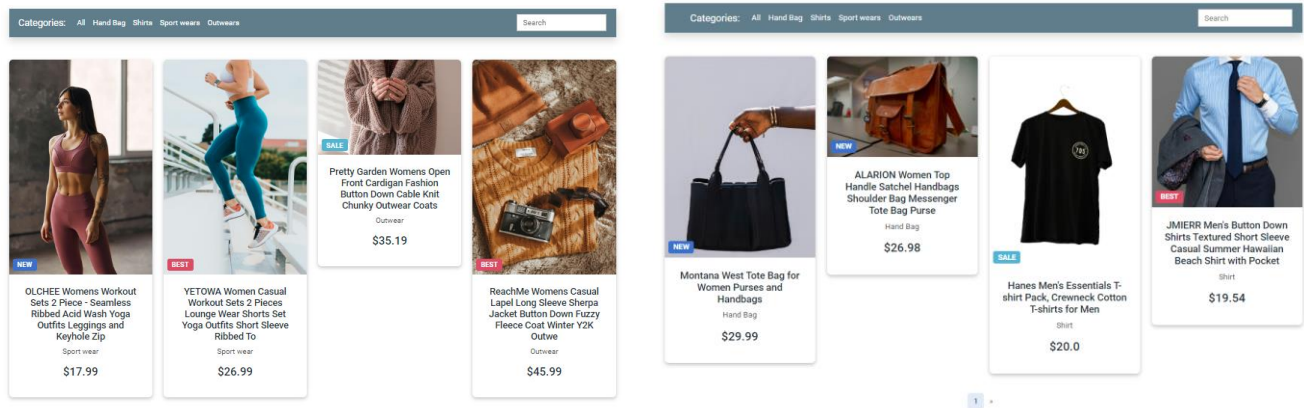 Categories: All Hand Bag Shirts Sport wears Outwears
Search
NEW
OLCHEE Womens Workout
Sets 2 Piece - Seamless
Ribbed Acid Wash Yoga
Outfits Leggings and
Keyhole Zip
Sport wear
$17.99
BEST
YETOWA Women Casual
Workout Sets 2 Pieces
Lounge Wear Shorts Set
Yoga Outfits Short Sleeve
Ribbed To
Sport wear
$26.99
SALE
Pretty Garden Womens Open
Front Cardigan Fashion
Button Down Cable Knit
Chunky Outwear Coats
Outwear
$35.19
BEST
ReachMe Womens Casual
Lapel Long Sleeve Sherpa
Jacket Button Down Fuzzy
Fleece Coat Winter Y2K
Outwe
Outwear
$45.99
Categories: All Hand Bag Shirts Sport wears Outwears
Search
NEW
Montana West Tote Bag for
Women Purses and
Handbags
Hand Bag
$29.99
NEW
ALARION Women Top
Handle Satchel Handbags
Shoulder Bag Messenger
Tote Bag Purse
Hand Bag
$26.98
SALE
Hanes Men's Essentials T-
shirt Pack, Crewneck Cotton
T-shirts for Men
Shirt
$20.0
BEST
JMIERR Men's Button Down
Shirts Textured Short Sleeve
Casual Summer Hawaiian
Beach Shirt with Pocket
Shirt
$19.54
1 »